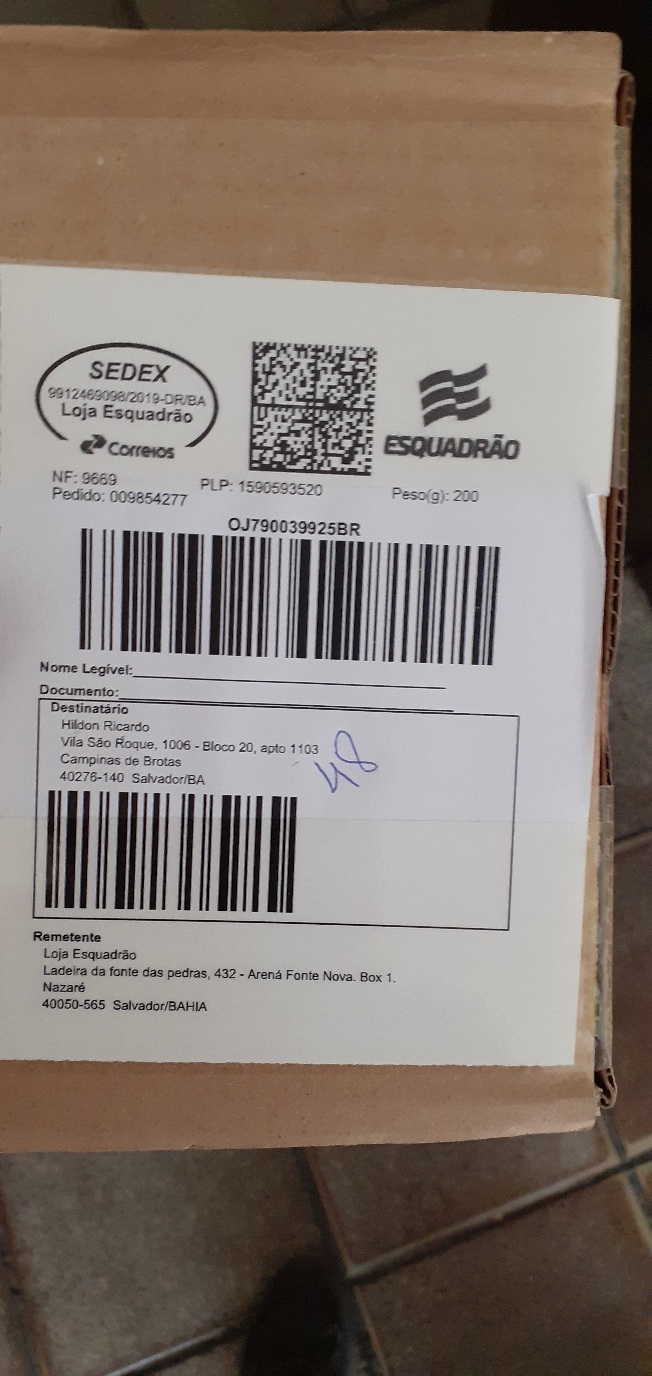 SEDEX
9912469098/2019-DR/BA
Loja Esquadrão
Correios
ESQUADRÃO
NF: 9669
PLP: 1590593520
Peso(g): 200
Pedido: 009854277
OJ790039925BR
Nome Legível:
Documento:
Destinatário
Hildon Ricardo
Vila São Roque, 1006 - Bloco 20, apto 1103
Campinas de Brotas
40276-140 Salvador/BA
48
Remetente
Loja Esquadrão
Ladeira da fonte das pedras, 432 - Arená Fonte Nova. Box 1.
Nazaré
40050-565 Salvador/BAHIA